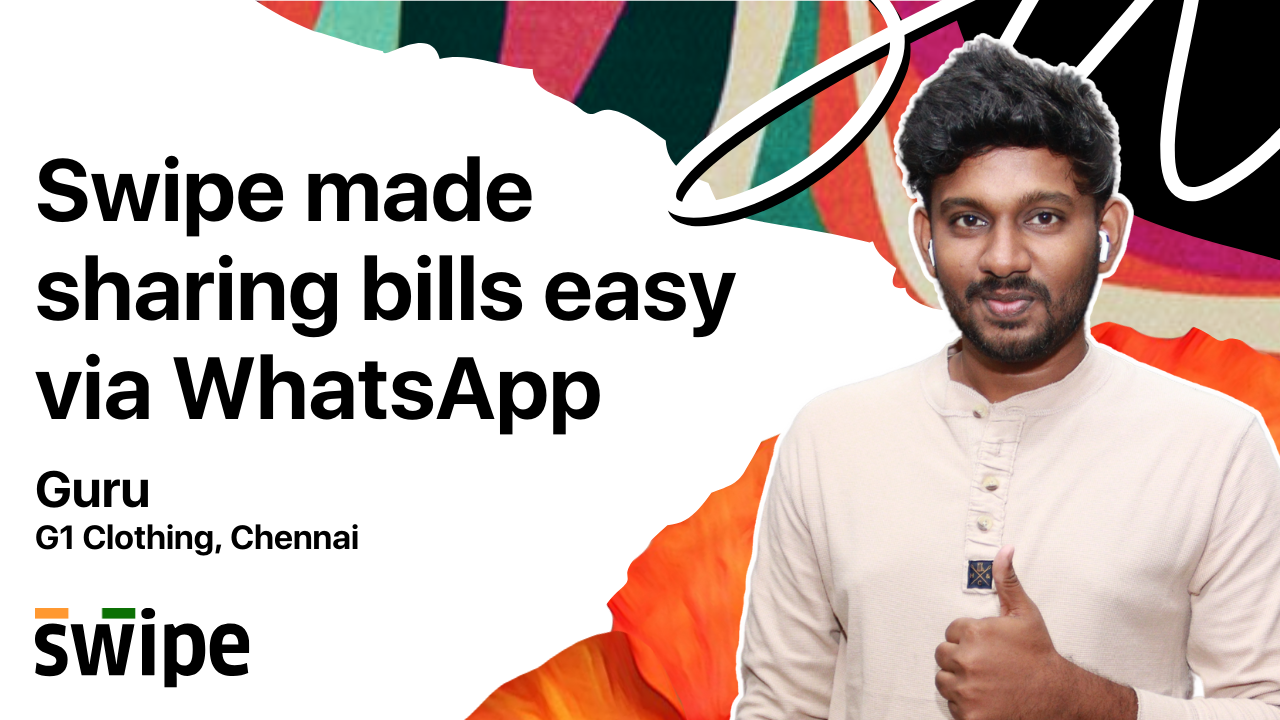 Swipe made
sharing bills easy
via WhatsApp
Guru
G1 Clothing, Chennai
swipe